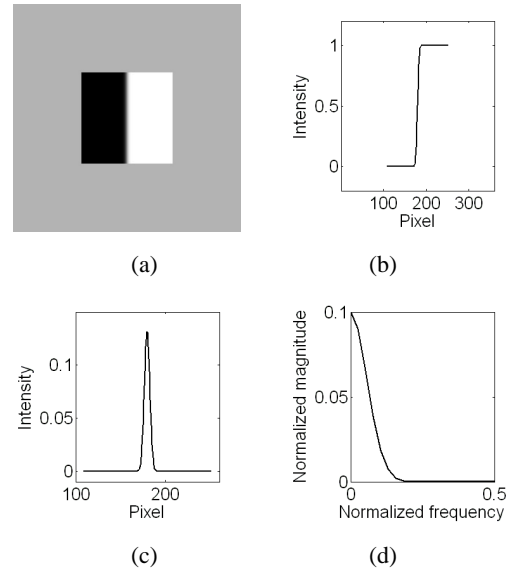 1
0.5
0
Intensity
100 200 300
Pixel
(a)
(b)
0.1
0.05
0
Intensity
100 200
Pixel
0.1
0.05
0
Normalized magnitude
0 0.5
Normalized frequency
(c)
(d)